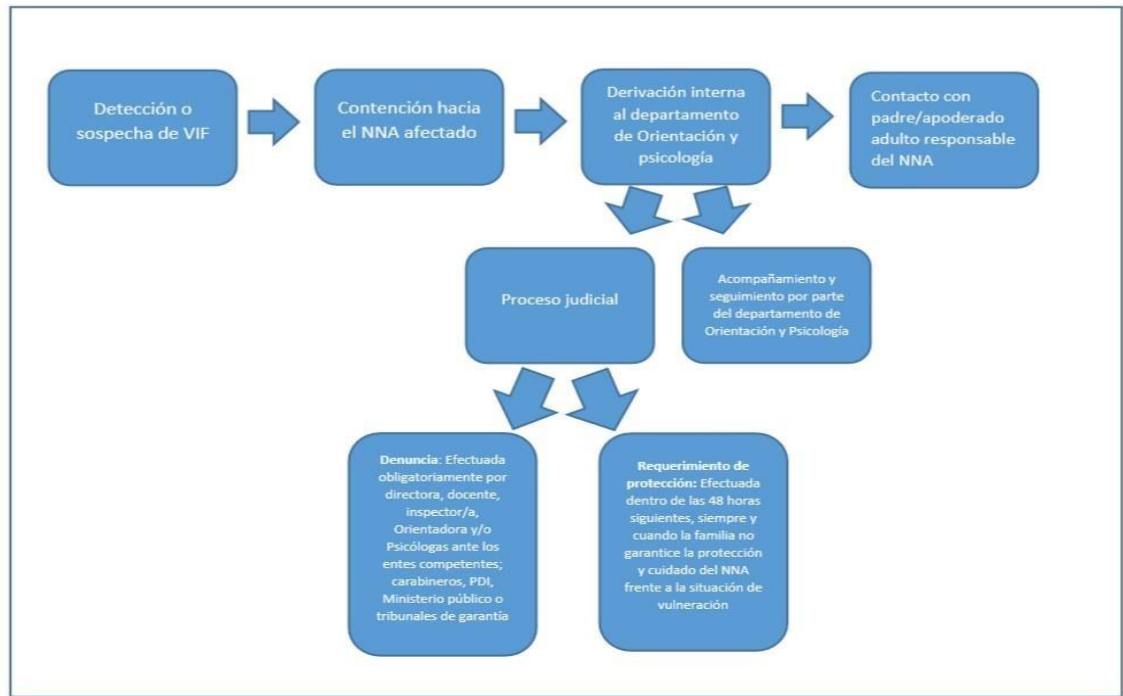 Detección o
sospecha de VIF
Contención hacia
el NNA afectado
Derivación interna
al departamento
de Orientación y
psicología
Contacto con
padre/apoderado
adulto responsable
del NNA
Proceso judicial
Acompañamiento y
seguimiento por parte
del departamento de
Orientación y Psicología
Denuncia: Efectuada
obligatoriamente por
directora, docente,
inspector/a,
Orientadora y/o
Psicólogas ante los
entes competentes;
carabineros, PDI,
Ministerio público o
tribunales de garantía
Requerimiento de
protección: Efectuada
dentro de las 48 horas
siguientes, siempre y
cuando la familia no
garantice la protección
y cuidado del NNA
frente a la situación de
vulneración